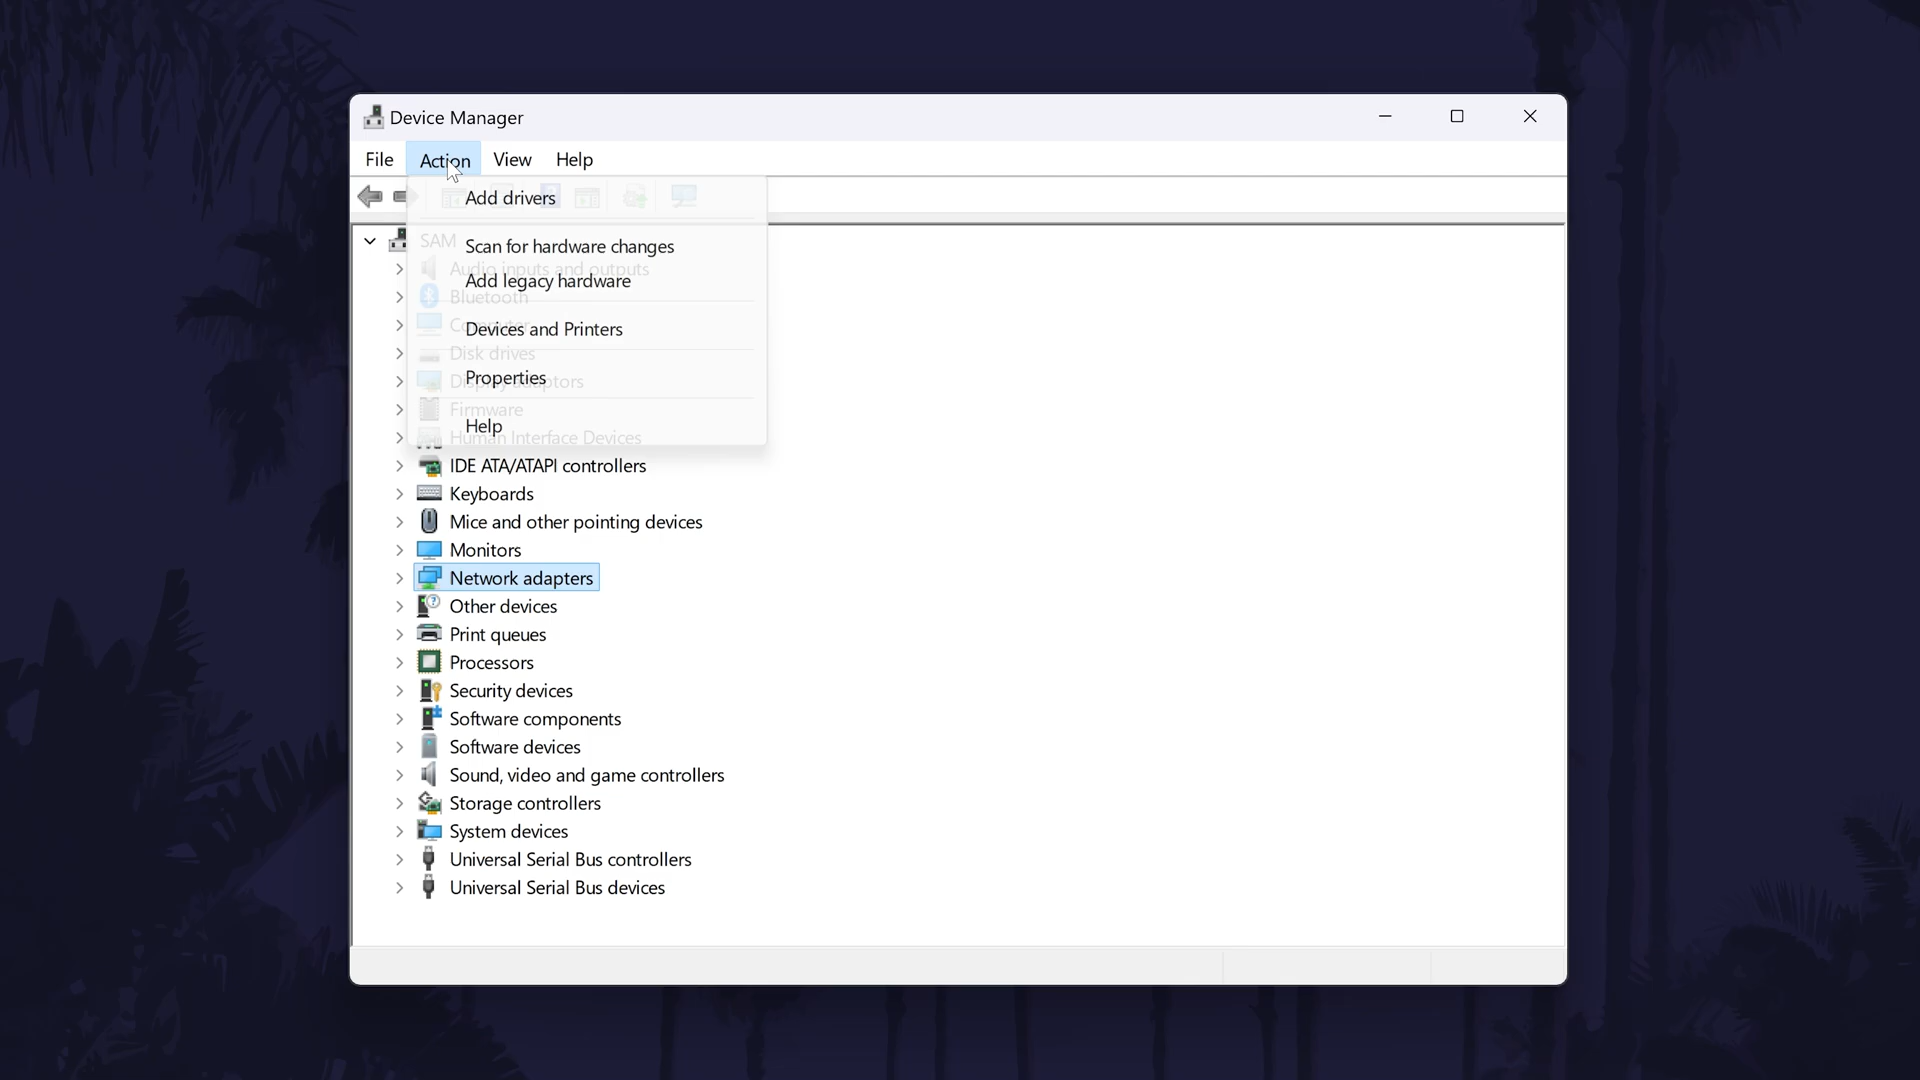 Device Manager
File Action View Help
Add drivers
SAM
Scan for hardware changes
Audio inputs and outputs
Add legacy hardware
Bluetooth
Devices and Printers
Disk drives
Properties
Display adaptors
Firmware
Help
Human Interface Devices
IDE ATA/ATAPI controllers
Keyboards
Mice and other pointing devices
Monitors
Network adapters
Other devices
Print queues
Processors
Security devices
Software components
Software devices
Sound, video and game controllers
Storage controllers
System devices
Universal Serial Bus controllers
Universal Serial Bus devices